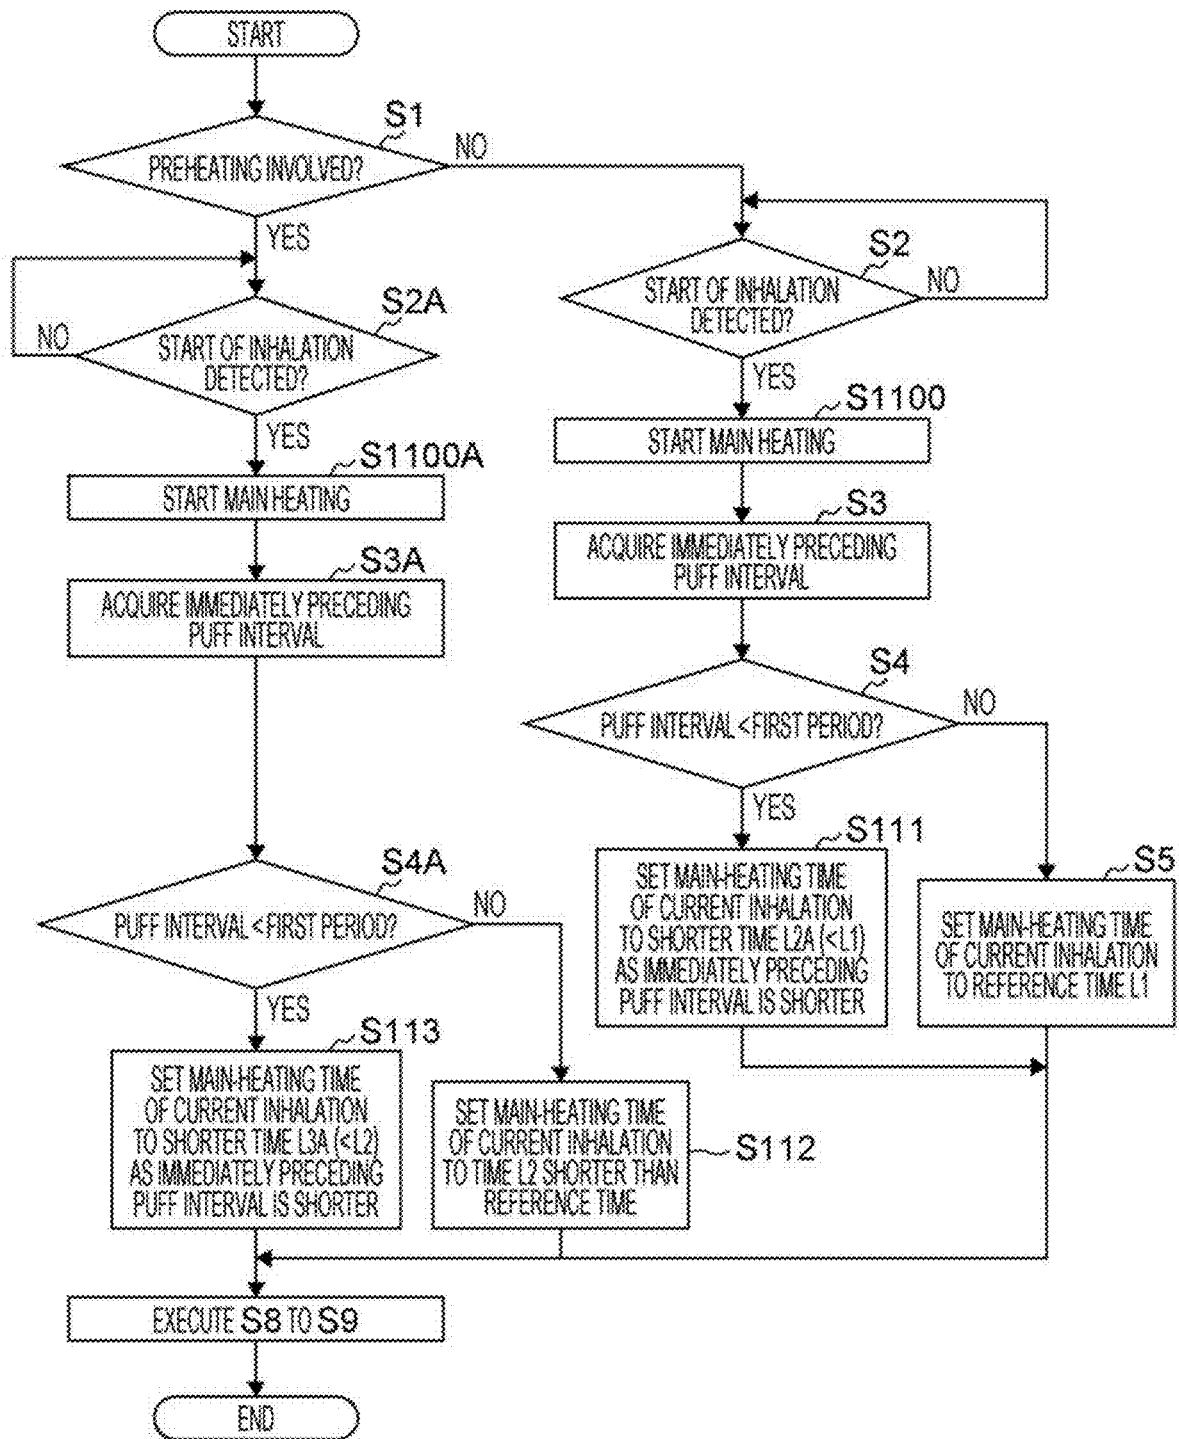 START
S1
PREHEATING INVOLVED?
NO
YES
S2
START OF INHALATION
DETECTED?
NO
YES
S2A
START OF INHALATION
DETECTED?
NO
YES
S1100
START MAIN HEATING
S1100A
START MAIN HEATING
S3
ACQUIRE IMMEDIATELY PRECEDING
PUFF INTERVAL
S3A
ACQUIRE IMMEDIATELY PRECEDING
PUFF INTERVAL
S4
PUFF INTERVAL < FIRST PERIOD?
NO
YES
S111
SET MAIN-HEATING TIME
OF CURRENT INHALATION
TO SHORTER TIME L2A (<L1)
AS IMMEDIATELY PRECEDING
PUFF INTERVAL IS SHORTER
S5
SET MAIN-HEATING TIME
OF CURRENT INHALATION
TO REFERENCE TIME L1
S4A
PUFF INTERVAL < FIRST PERIOD?
NO
YES
S113
SET MAIN-HEATING TIME
OF CURRENT INHALATION
TO SHORTER TIME L3A (<L2)
AS IMMEDIATELY PRECEDING
PUFF INTERVAL IS SHORTER
SET MAIN-HEATING TIME
OF CURRENT INHALATION
TO TIME L2 SHORTER THAN
REFERENCE TIME
S112
EXECUTE S8 TO S9
END